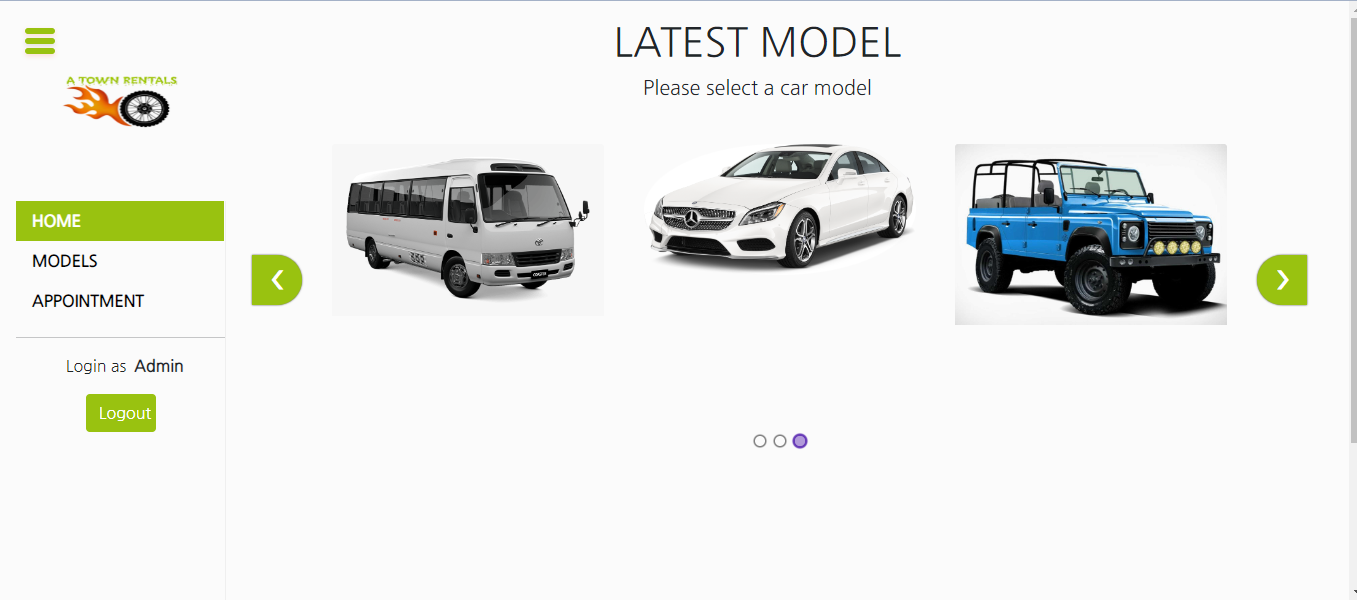 LATEST MODEL
Please select a car model
A TOWN RENTALS
HOME
MODELS
APPOINTMENT
Login as Admin
Logout